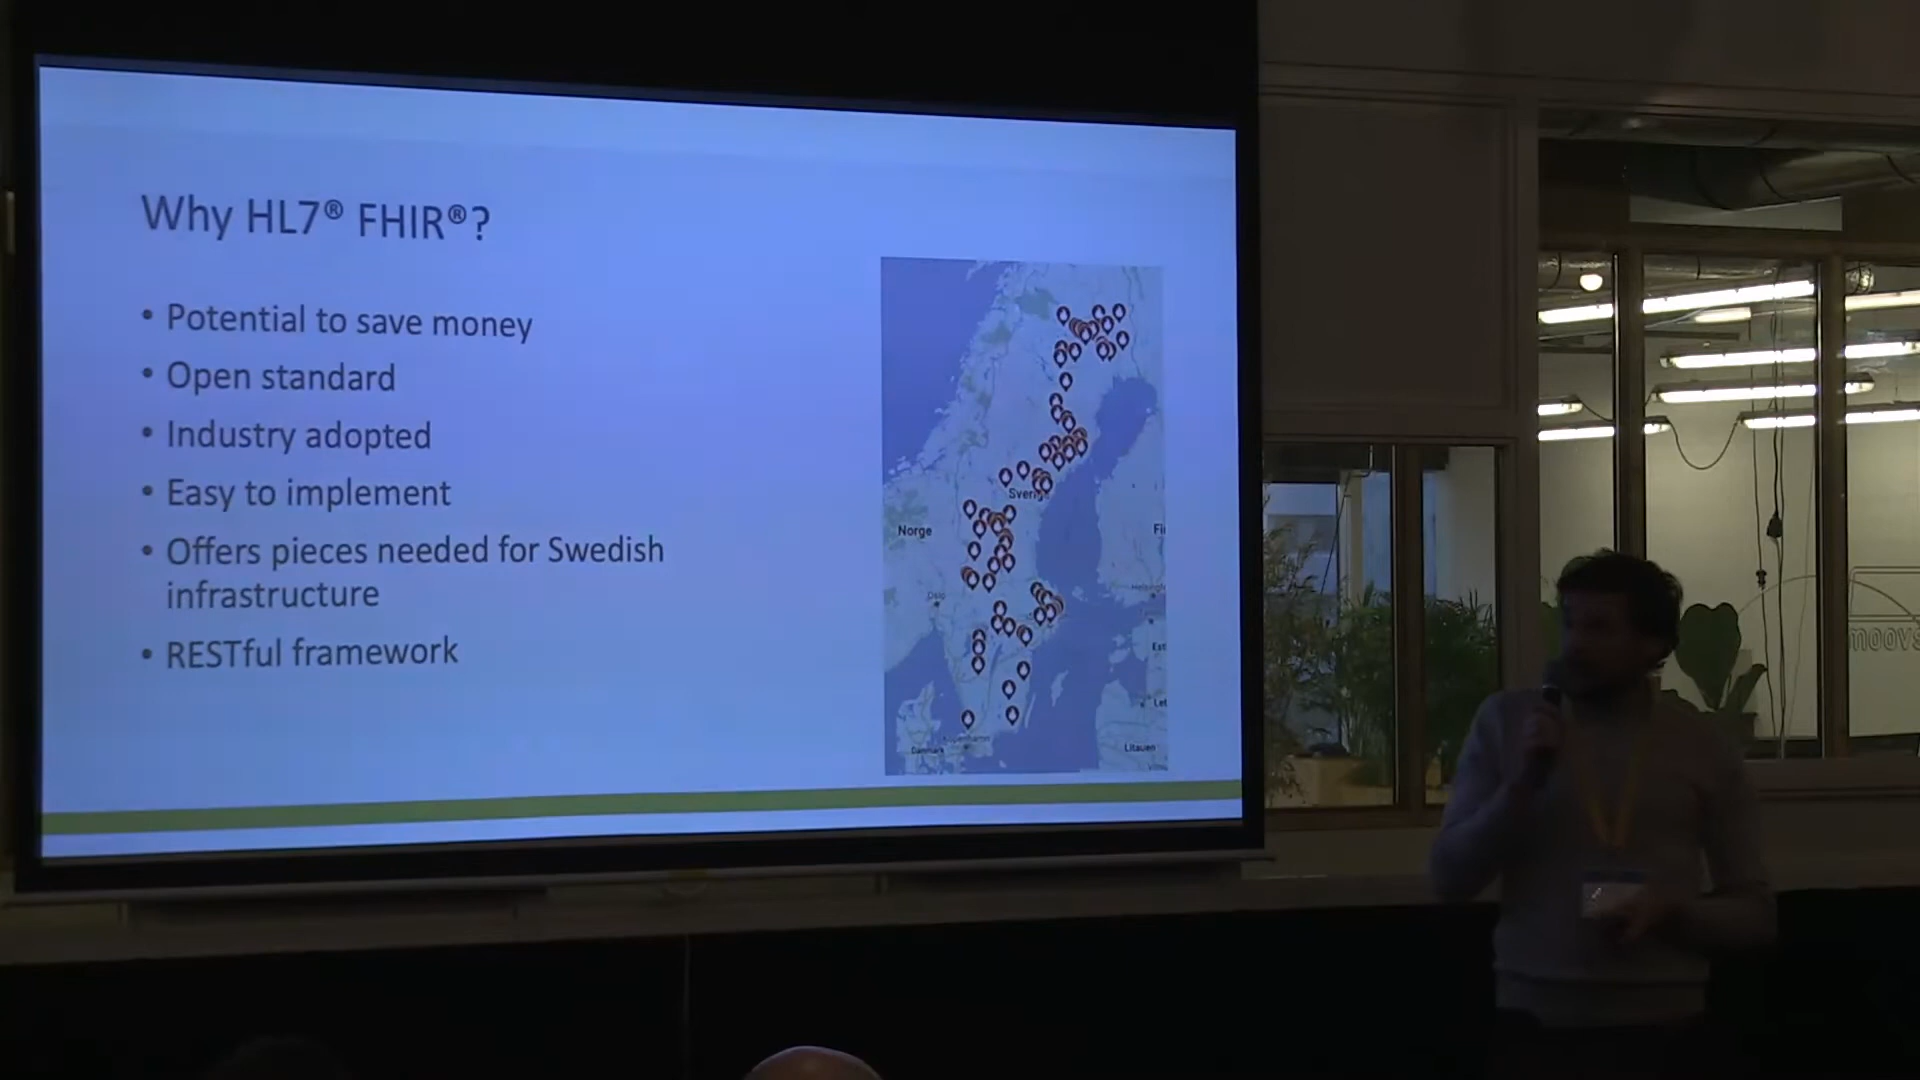 Why HL7® FHIR®?
• Potential to save money
• Open standard
• Industry adopted
• Easy to implement
• Offers pieces needed for Swedish
infrastructure
• RESTful framework
Sverige
Norge
Oslo
Danmark
Litauen